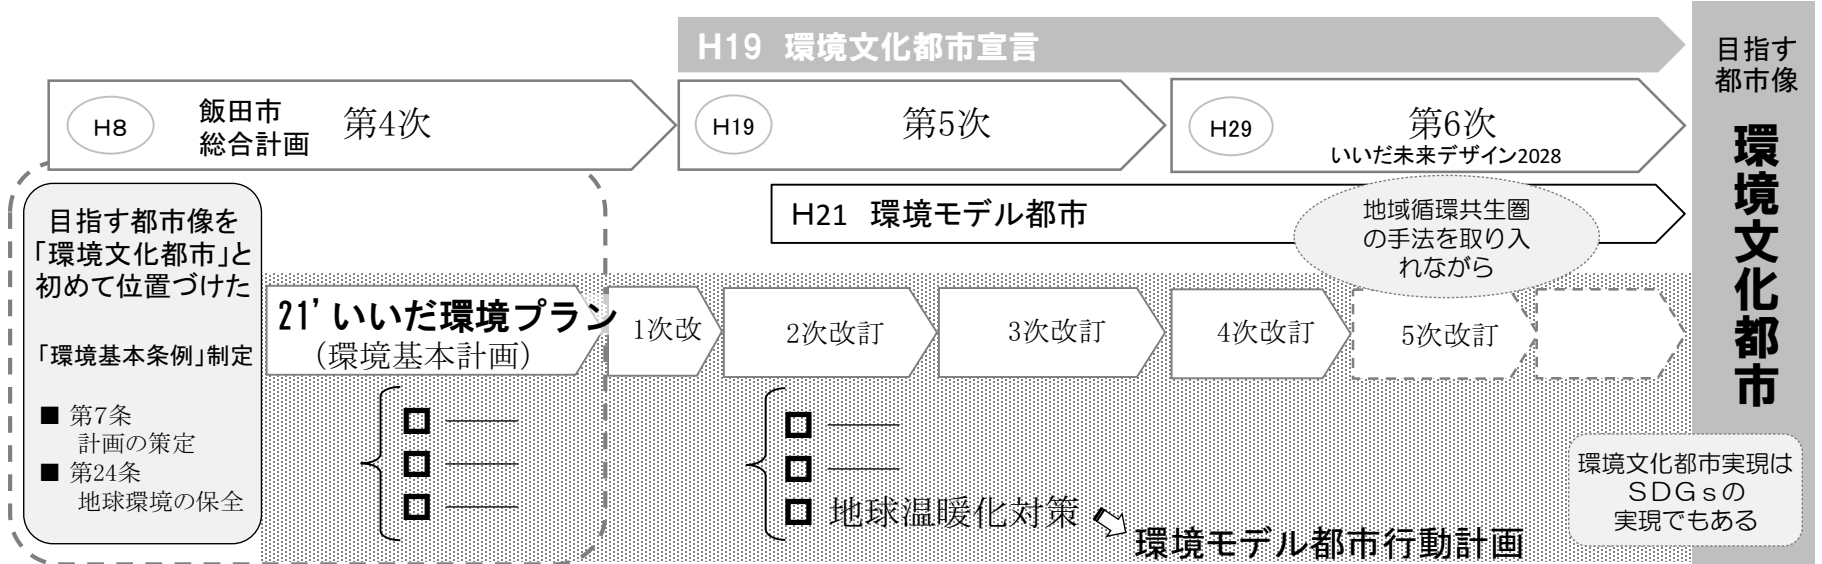 H19 環境文化都市宣言
目指す
都市像
環境文化都市
H8
飯田市
総合計画
第4次
H19
第5次
H29
第6次
いいだ未来デザイン2028
目指す都市像を
「環境文化都市」と
初めて位置づけた
「環境基本条例」制定
■ 第7条
計画の策定
■ 第24条
地球環境の保全
H21 環境モデル都市
地域循環共生圏
の手法を取り入
れながら
21' いいだ環境プラン
(環境基本計画)
1次改
2次改訂
3次改訂
4次改訂
5次改訂
地球温暖化対策
環境モデル都市行動計画
環境文化都市実現は
SDGsの
実現でもある